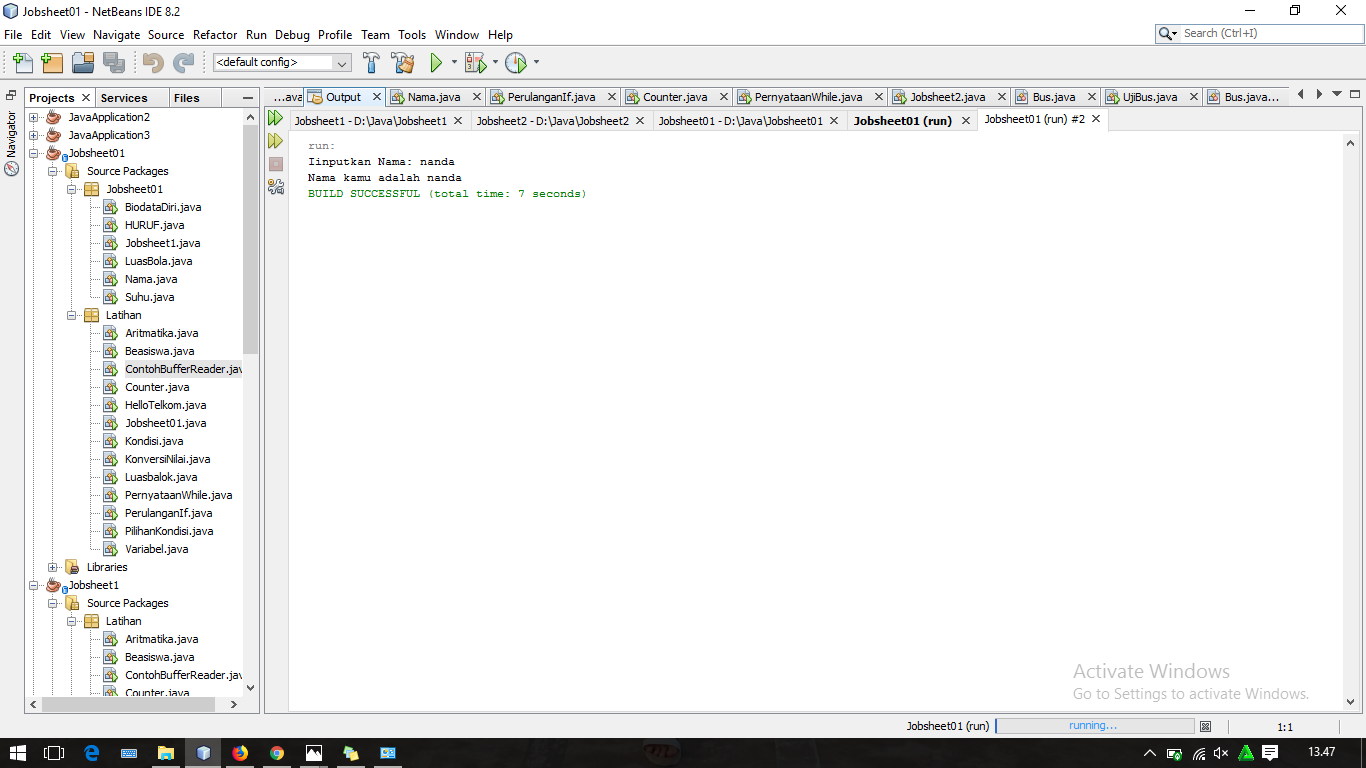 Jobsheet01 - NetBeans IDE 8.2
File Edit View Navigate Source Refactor Run Debug Profile Team Tools Window Help
Search (Ctrl+I)
<default config>
Projects Services Files
...ava Output Nama.java PerulanganIf.java Counter.java PernyataanWhile.java Jobsheet2.java Bus.java UjiBus.java Bus.java...
Jobsheet1 - D:\Java\Jobsheet1 Jobsheet2 - D:\Java\Jobsheet2 Jobsheet01 - D:\Java\Jobsheet01 Jobsheet01 (run) Jobsheet01 (run) #2
Navigator
JavaApplication2
JavaApplication3
Jobsheet01
Source Packages
Jobsheet01
BiodataDiri.java
HURUF.java
Jobsheet1.java
LuasBola.java
Nama.java
Suhu.java
Latihan
Aritmatika.java
Beasiswa.java
ContohBufferReader.jav
Counter.java
HelloTelkom.java
Jobsheet01.java
Kondisi.java
KonversiNilai.java
Luasbalok.java
PernyataanWhile.java
PerulanganIf.java
PilihanKondisi.java
Variabel.java
Libraries
Jobsheet1
Source Packages
Latihan
Aritmatika.java
Beasiswa.java
ContohBufferReader.jav
Counter.java
run:
Iinputkan Nama: nanda
Nama kamu adalah nanda
BUILD SUCCESSFUL (total time: 7 seconds)
Activate Windows
Go to Settings to activate Windows.
Jobsheet01 (run) running... 1:1
13.47